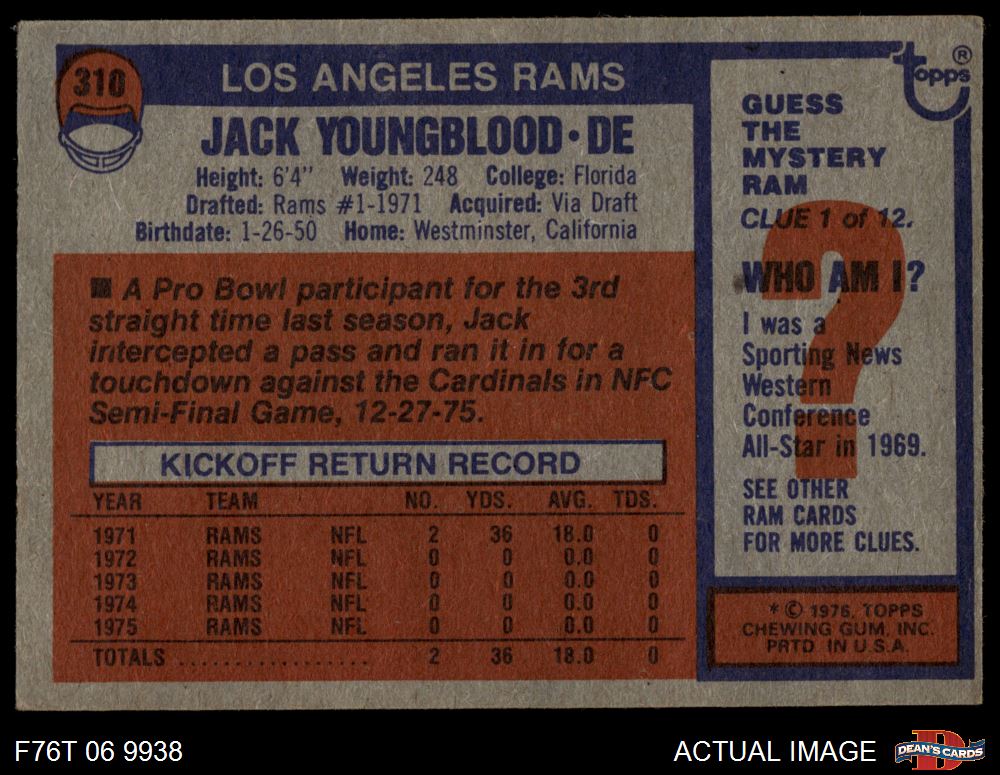 310
LOS ANGELES RAMS
JACK YOUNGBLOOD • DE
Height: 6'4" Weight: 248 College: Florida
Drafted: Rams #1-1971 Acquired: Via Draft
Birthdate: 1-26-50 Home: Westminster, California
■ A Pro Bowl participant for the 3rd
straight time last season, Jack
intercepted a pass and ran it in for a
touchdown against the Cardinals in NFC
Semi-Final Game, 12-27-75.
KICKOFF RETURN RECORD
YEAR TEAM NO. YDS. AVG. TDS.
1971 RAMS NFL 2 36 18.0 0
1972 RAMS NFL 0 0 0.0 0
1973 RAMS NFL 0 0 0.0 0
1974 RAMS NFL 0 0 0.0 0
1975 RAMS NFL 0 0 0.0 0
TOTALS .................. 2 36 18.0 0
topps ®
GUESS
THE
MYSTERY
RAM
CLUE 1 of 12.
WHO AM I?
?
I was a
Sporting News
Western
Conference
All-Star in 1969.
SEE OTHER
RAM CARDS
FOR MORE CLUES.
* © 1976, TOPPS
CHEWING GUM, INC.
PRTD IN U.S.A.
F76T 06 9938
ACTUAL IMAGE
D
DEAN'S CARDS